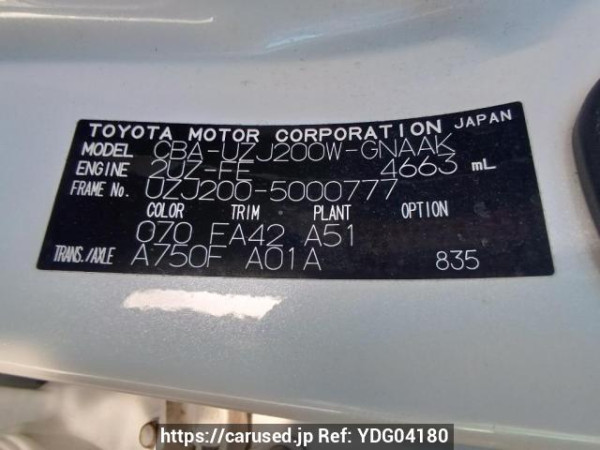 TOYOTA MOTOR CORPORATION JAPAN
MODEL CBA-UZJ200W-GNAAK
ENGINE 2UZ-FE 4663 mL
FRAME No. UZJ200-5000777
COLOR TRIM PLANT OPTION
070 FA42 A51
TRANS./AXLE A750F A01A 835
https://carused.jp Ref: YDG04180